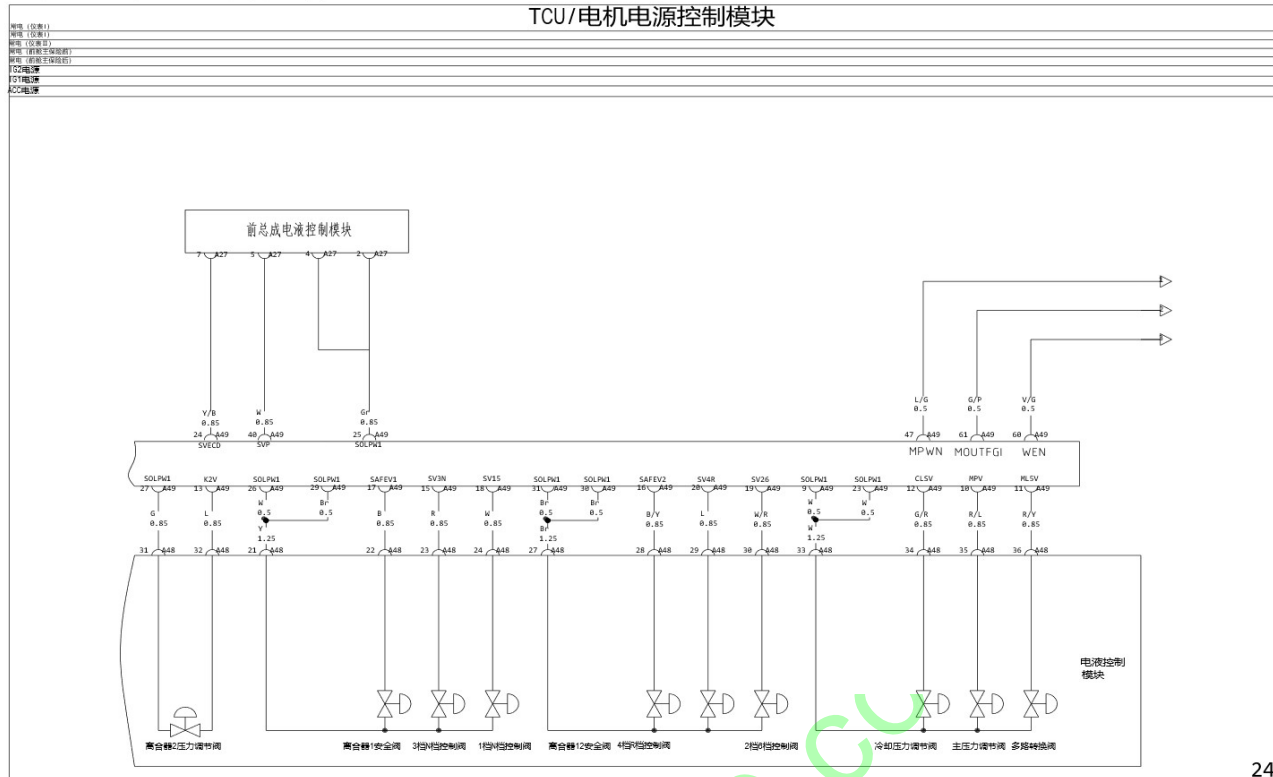 TCU/电机电源控制模块
常电（仪表I）
常电（仪表I）
常电（仪表II）
常电（前舱主保险前）
常电（前舱主保险后）
IG2电源
IG1电源
ACC电源
前总成电液控制模块
7 A27 5 A27 4 A27 2 A27
Y/B W Gr L/G G/P V/G
0.85 0.85 0.85 0.5 0.5 0.5
24 A49 40 A49 25 A49 47 A49 61 A49 60 A49
SVECD SVP SOLPW1 MPWN MOUTFGI WEN
SOLPW1 K2V SOLPW1 SOLPW1 SAFEV1 SV3N SV15 SOLPW1 SOLPW1 SAFEV2 SV4R SV26 SOLPW1 SOLPW1 CLSV MPV MLSV
27 A49 13 A49 26 A49 29 A49 17 A49 15 A49 18 A49 31 A49 30 A49 16 A49 20 A49 19 A49 9 A49 23 A49 12 A49 10 A49 11 A49
G L W Br B R W Br Br B/Y L W/R W W G/R R/L R/Y
0.85 0.85 0.5 0.5 0.85 0.85 0.85 0.5 0.5 0.85 0.85 0.85 0.5 0.5 0.85 0.85 0.85
Y Br W
1.25 1.25 1.25
31 A48 32 A48 21 A48 22 A48 23 A48 24 A48 27 A48 28 A48 29 A48 30 A48 33 A48 34 A48 35 A48 36 A48
电液控制
模块
离合器2压力调节阀 离合器1安全阀 3档N档控制阀 1档N档控制阀 离合器12安全阀 4档R档控制阀 2档6档控制阀 冷却压力调节阀 主压力调节阀 多路转换阀
24